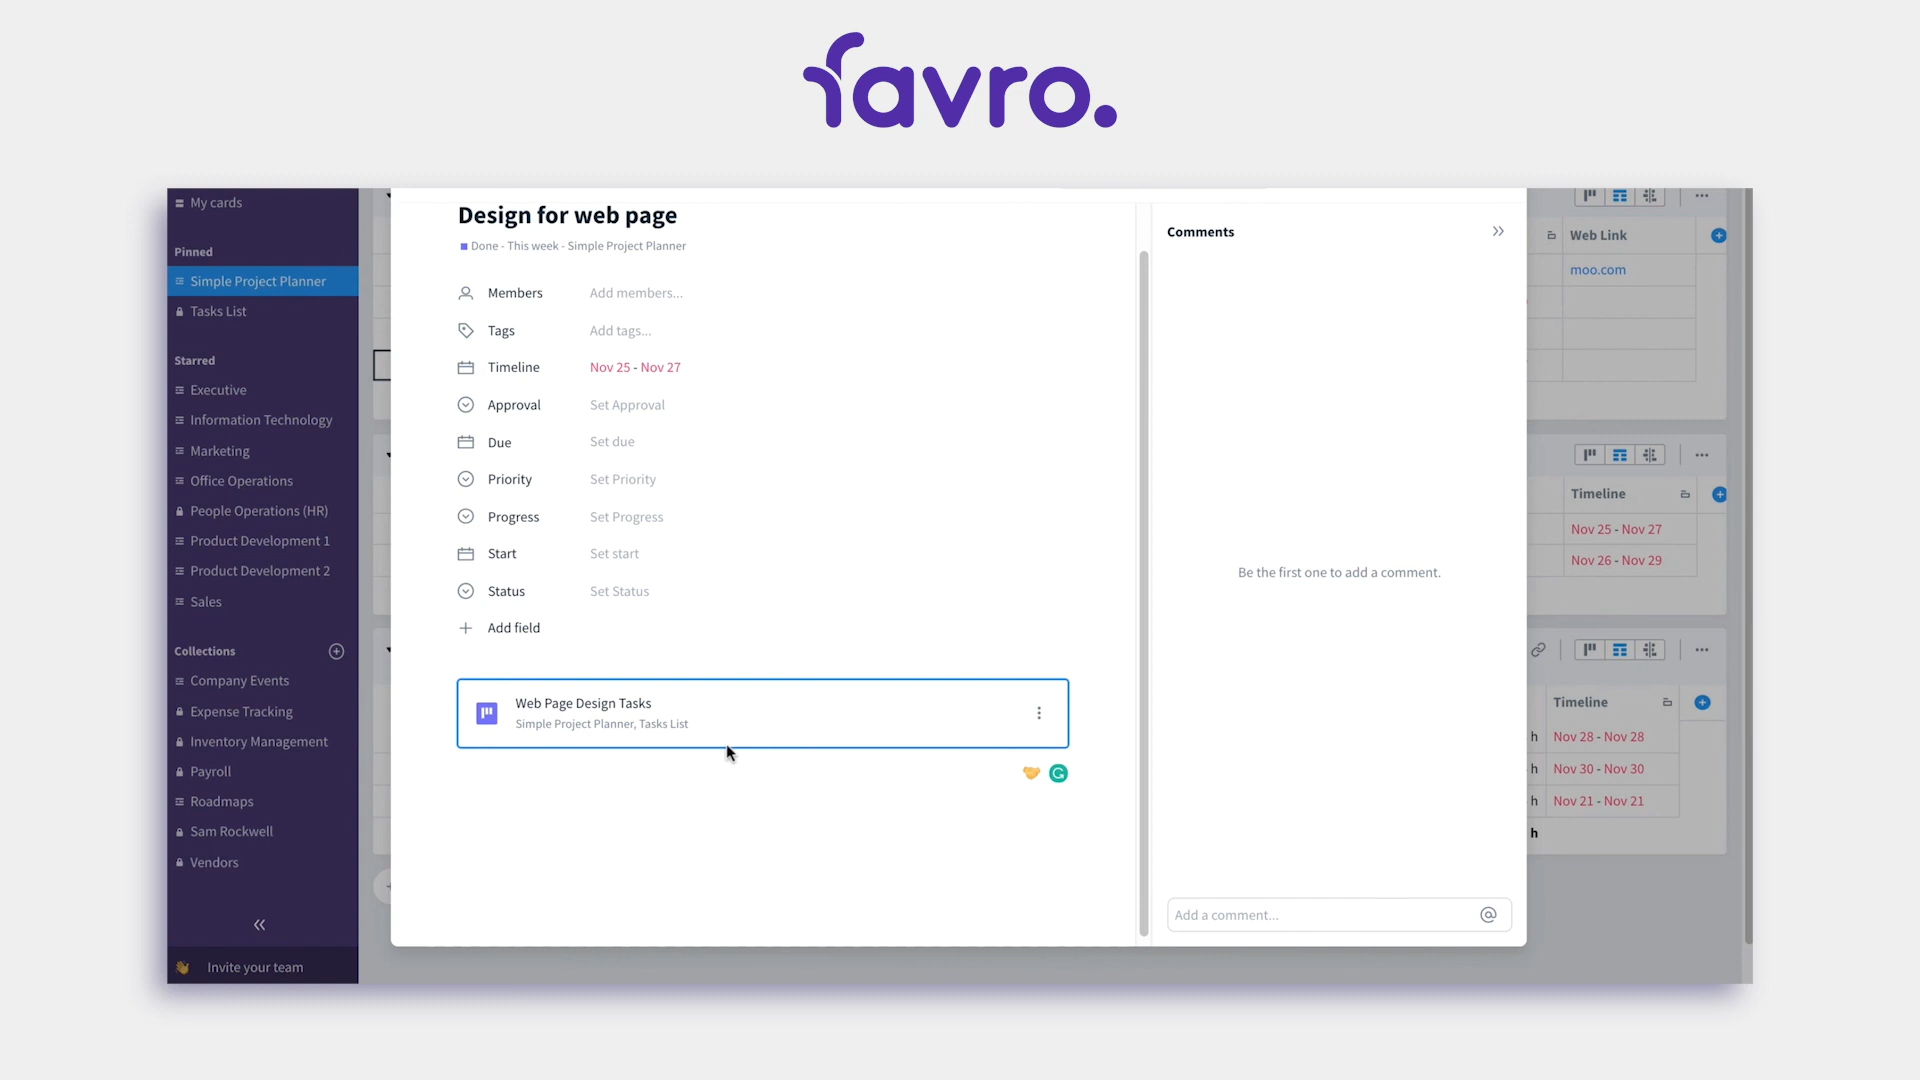 favro.
My cards
Pinned
Simple Project Planner
Tasks List
Starred
Executive
Information Technology
Marketing
Office Operations
People Operations (HR)
Product Development 1
Product Development 2
Sales
Collections
Company Events
Expense Tracking
Inventory Management
Payroll
Roadmaps
Sam Rockwell
Vendors
Invite your team
Design for web page
Done - This week - Simple Project Planner
Members Add members...
Tags Add tags...
Timeline Nov 25 - Nov 27
Approval Set Approval
Due Set due
Priority Set Priority
Progress Set Progress
Start Set start
Status Set Status
Add field
Web Page Design Tasks
Simple Project Planner, Tasks List
Comments
Be the first one to add a comment.
Add a comment...
Web Link
moo.com
Timeline
Nov 25 - Nov 27
Nov 26 - Nov 29
Timeline
h Nov 28 - Nov 28
h Nov 30 - Nov 30
h Nov 21 - Nov 21
h